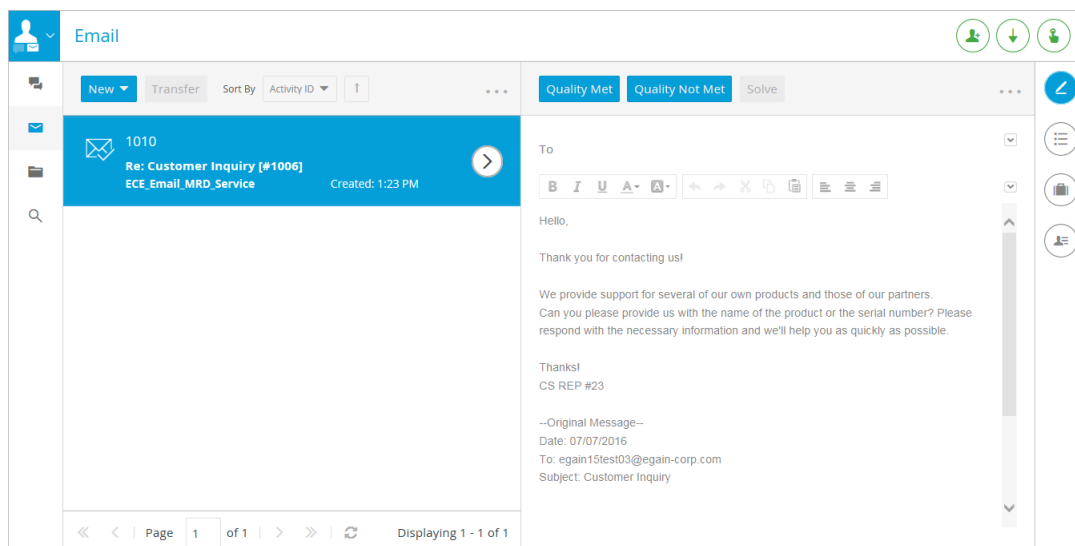 Email
New Transfer Sort By Activity ID
1010
Re: Customer Inquiry [#1006]
ECE_Email_MRD_Service Created: 1:23 PM
Page 1 of 1 Displaying 1 - 1 of 1
Quality Met Quality Not Met Solve
To
B I U A A
Hello,
Thank you for contacting us!
We provide support for several of our own products and those of our partners.
Can you please provide us with the name of the product or the serial number? Please
respond with the necessary information and we'll help you as quickly as possible.
Thanks!
CS REP #23
--Original Message--
Date: 07/07/2016
To: egain15test03@egain-corp.com
Subject: Customer Inquiry